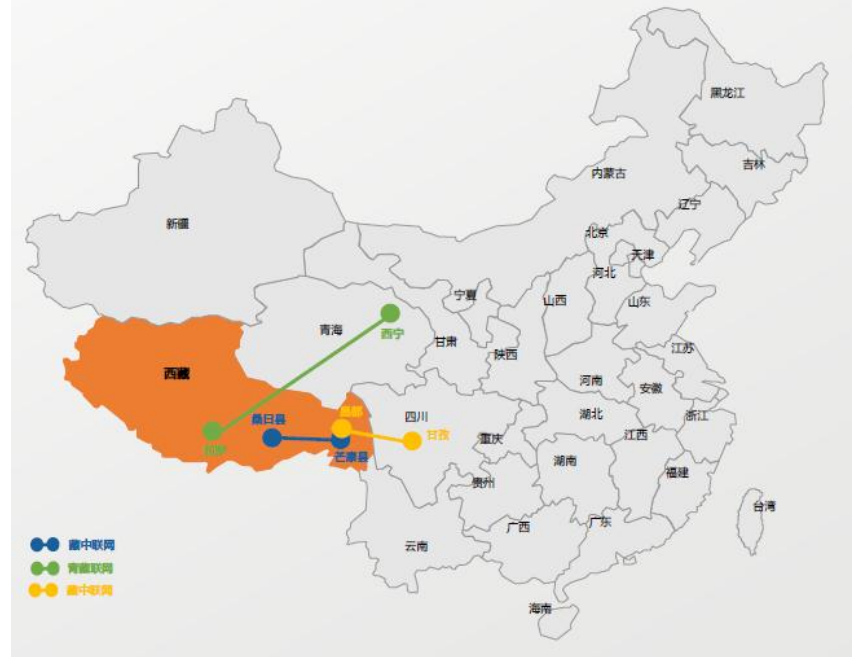 黑龙江
吉林
内蒙古
辽宁
新疆
北京
天津
河北
宁夏
山西
山东
青海
西宁
甘肃
陕西
江苏
西藏
河南
安徽
昌都
四川
湖北
浙江
桑日县
甘孜
重庆
江西
拉萨
芒康县
湖南
福建
贵州
台湾
广西
广东
云南
藏中联网
青藏联网
藏中联网
海南